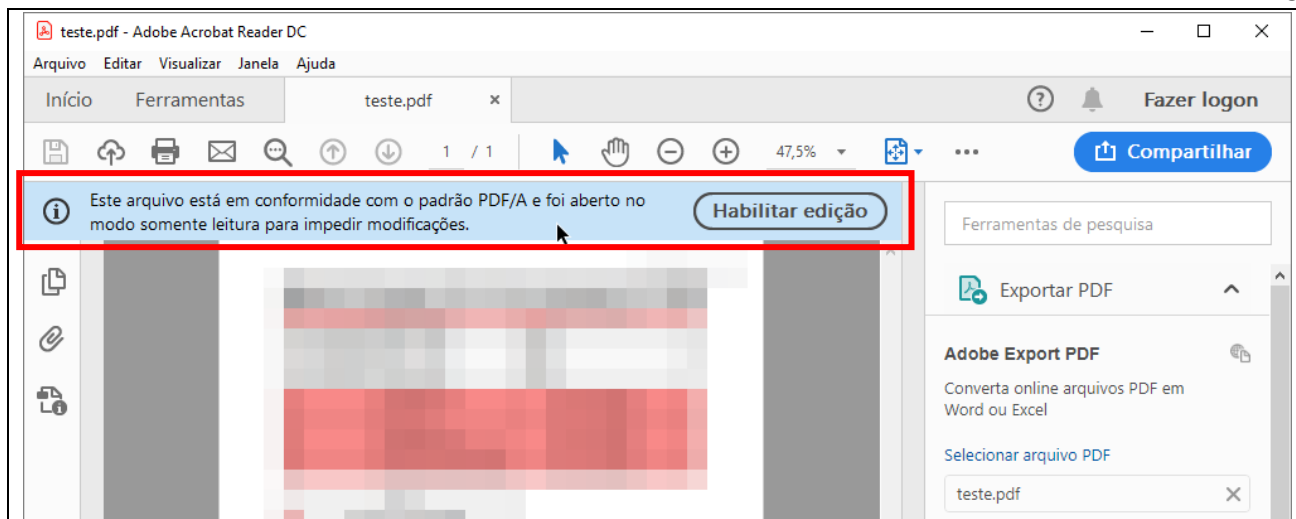 teste.pdf - Adobe Acrobat Reader DC
Arquivo Editar Visualizar Janela Ajuda
Início Ferramentas teste.pdf × Fazer logon
1 / 1 47,5% Compartilhar
Este arquivo está em conformidade com o padrão PDF/A e foi aberto no
modo somente leitura para impedir modificações.
Habilitar edição
Ferramentas de pesquisa
Exportar PDF
Adobe Export PDF
Converta online arquivos PDF em
Word ou Excel
Selecionar arquivo PDF
teste.pdf